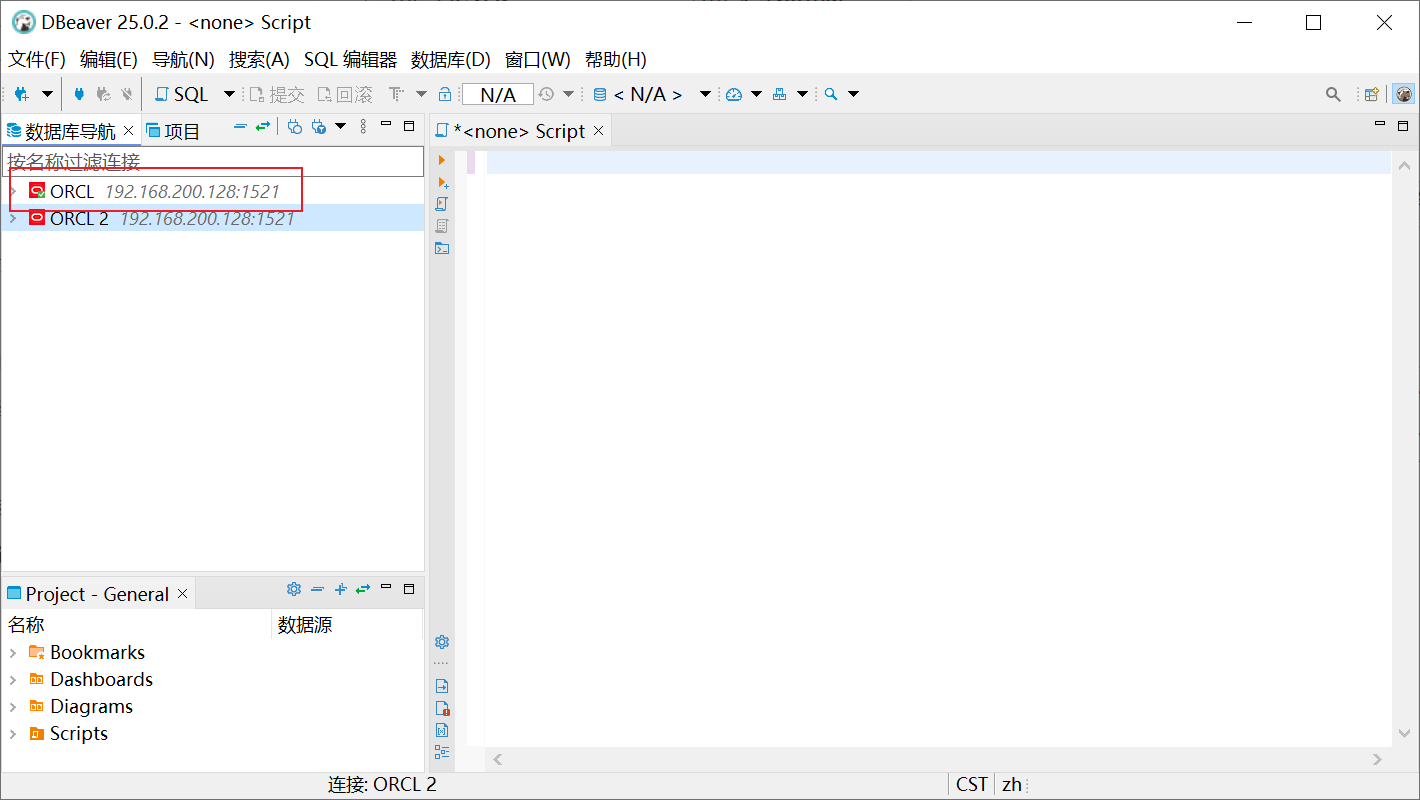 DBeaver 25.0.2 - <none> Script
文件(F) 编辑(E) 导航(N) 搜索(A) SQL 编辑器 数据库(D) 窗口(W) 帮助(H)
SQL 提交 回滚 N/A < N/A >
数据库导航 项目
按名称过滤连接
ORCL 192.168.200.128:1521
ORCL 2 192.168.200.128:1521
*<none> Script
Project - General
名称 数据源
Bookmarks
Dashboards
Diagrams
Scripts
连接: ORCL 2 CST zh